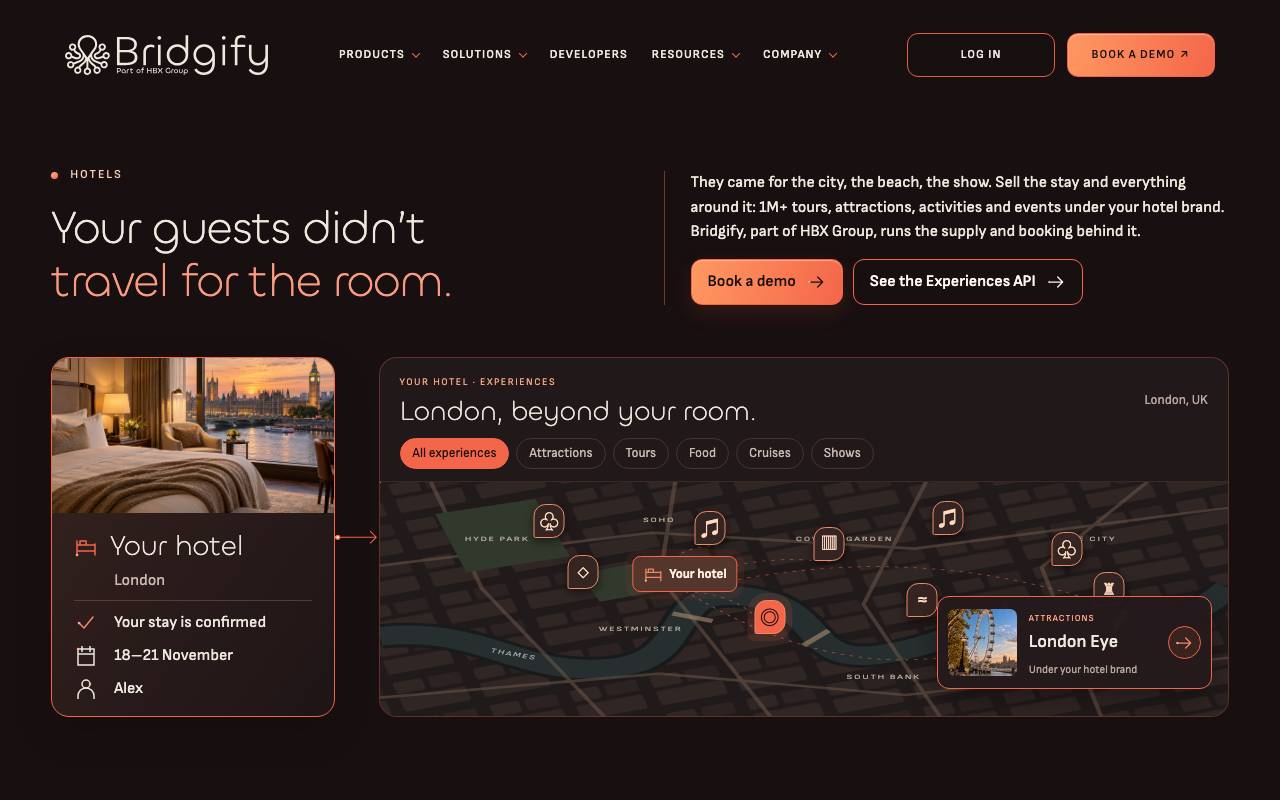 Bridgify
Part of HBX Group
PRODUCTS
SOLUTIONS
DEVELOPERS
RESOURCES
COMPANY
LOG IN
BOOK A DEMO ↗
HOTELS
Your guests didn't
travel for the room.
They came for the city, the beach, the show. Sell the stay and everything
around it: 1M+ tours, attractions, activities and events under your hotel brand.
Bridgify, part of HBX Group, runs the supply and booking behind it.
Book a demo →
See the Experiences API →
Your hotel
London
Your stay is confirmed
18–21 November
Alex
YOUR HOTEL · EXPERIENCES
London, beyond your room.
London, UK
All experiences
Attractions
Tours
Food
Cruises
Shows
HYDE PARK
SOHO
GARDEN
CITY
Your hotel
WESTMINSTER
THAMES
SOUTH BANK
ATTRACTIONS
London Eye
Under your hotel brand